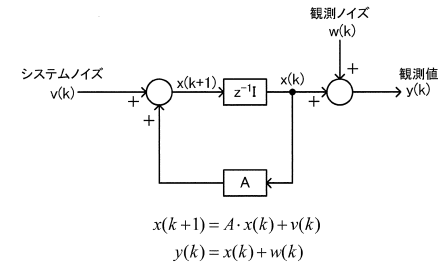 観測ノイズ
w(k)
システムノイズ
v(k)
+
+
x(k+1)
z⁻¹I
x(k)
+
+
観測値
y(k)
A
x(k+1) = A·x(k)+v(k)
y(k) = x(k)+w(k)